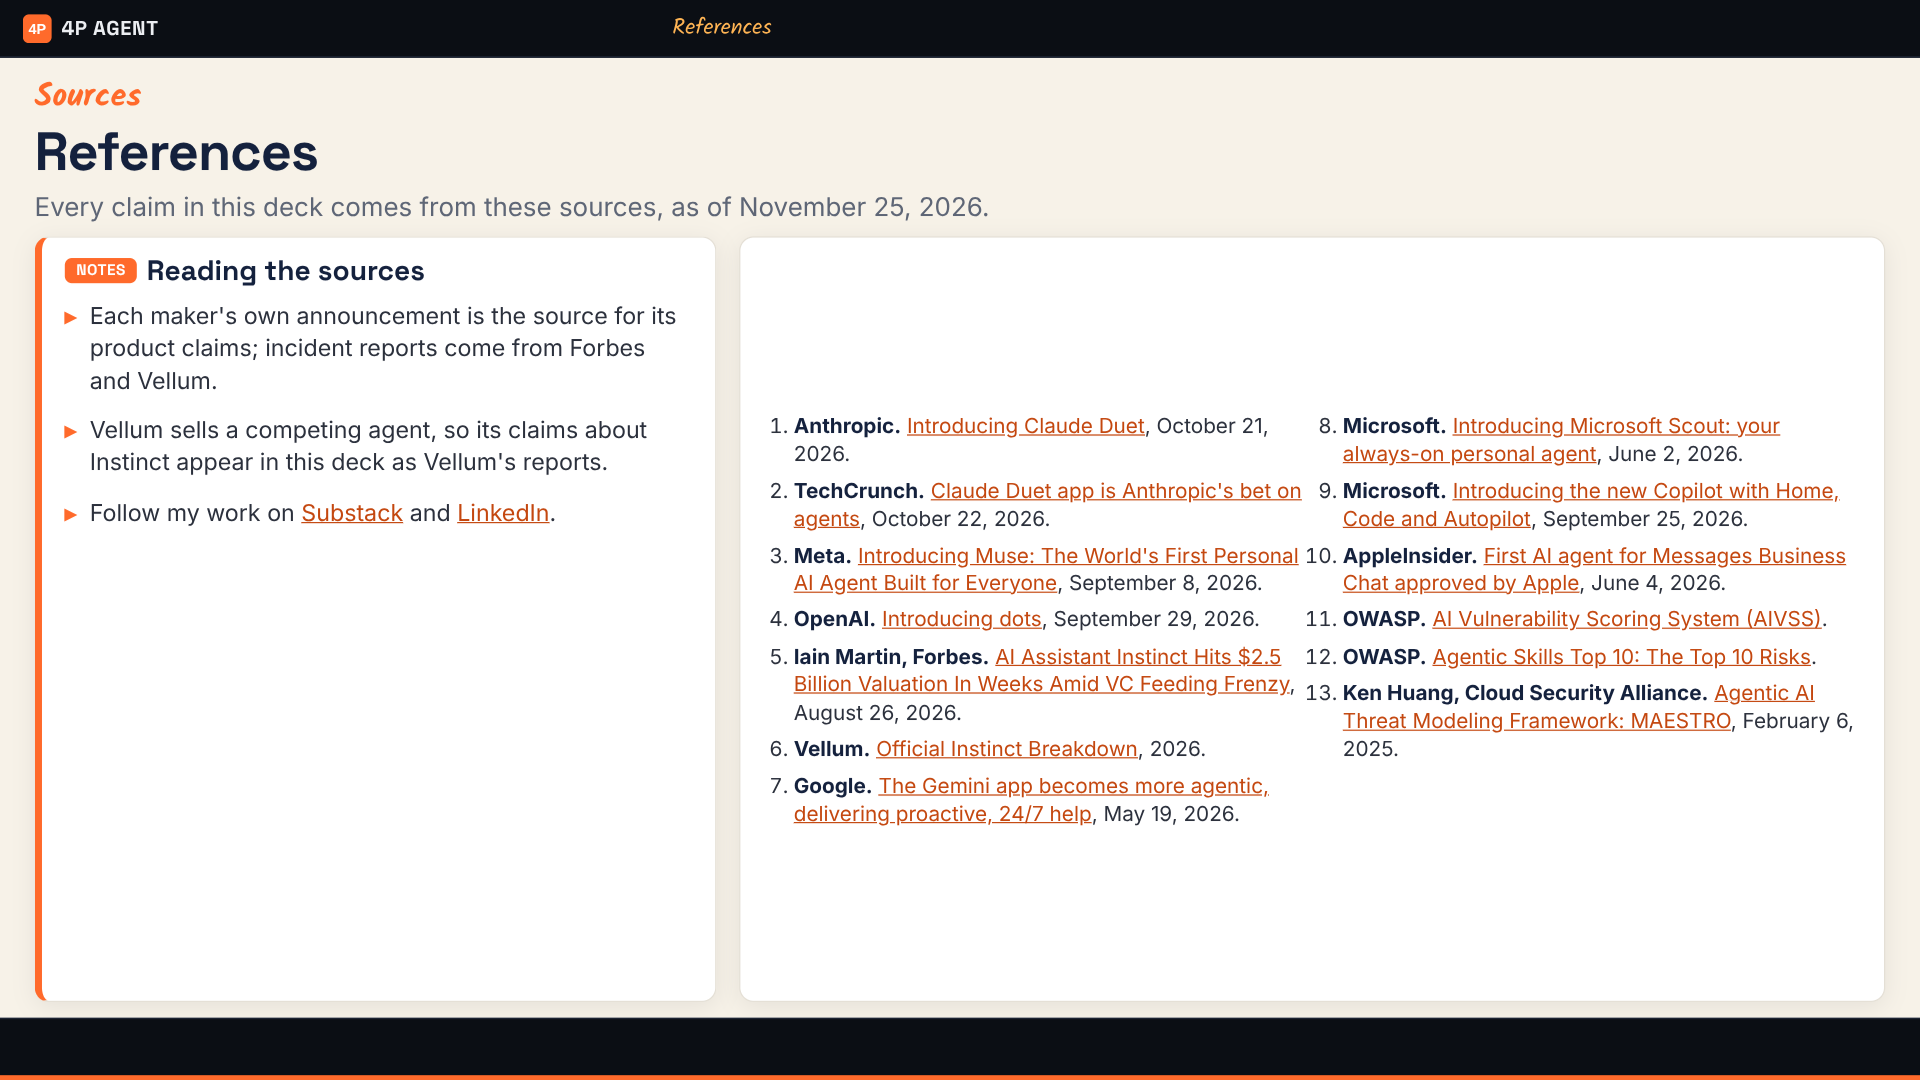 4P 4P AGENT
References
Sources
References
Every claim in this deck comes from these sources, as of November 25, 2026.
NOTES Reading the sources
► Each maker's own announcement is the source for its
product claims; incident reports come from Forbes
and Vellum.
► Vellum sells a competing agent, so its claims about
Instinct appear in this deck as Vellum's reports.
► Follow my work on Substack and LinkedIn.
1. Anthropic. Introducing Claude Duet, October 21,
2026.
2. TechCrunch. Claude Duet app is Anthropic's bet on
agents, October 22, 2026.
3. Meta. Introducing Muse: The World's First Personal
AI Agent Built for Everyone, September 8, 2026.
4. OpenAI. Introducing dots, September 29, 2026.
5. Iain Martin, Forbes. AI Assistant Instinct Hits $2.5
Billion Valuation In Weeks Amid VC Feeding Frenzy,
August 26, 2026.
6. Vellum. Official Instinct Breakdown, 2026.
7. Google. The Gemini app becomes more agentic,
delivering proactive, 24/7 help, May 19, 2026.
8. Microsoft. Introducing Microsoft Scout: your
always-on personal agent, June 2, 2026.
9. Microsoft. Introducing the new Copilot with Home,
Code and Autopilot, September 25, 2026.
10. AppleInsider. First AI agent for Messages Business
Chat approved by Apple, June 4, 2026.
11. OWASP. AI Vulnerability Scoring System (AIVSS).
12. OWASP. Agentic Skills Top 10: The Top 10 Risks.
13. Ken Huang, Cloud Security Alliance. Agentic AI
Threat Modeling Framework: MAESTRO, February 6,
2025.